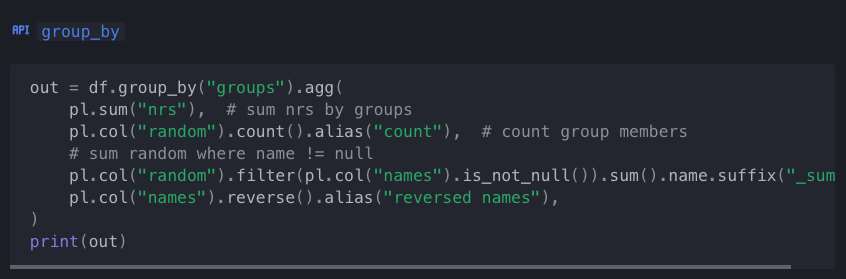 API group_by
out = df.group_by("groups").agg(
    pl.sum("nrs"),  # sum nrs by groups
    pl.col("random").count().alias("count"),  # count group members
    # sum random where name != null
    pl.col("random").filter(pl.col("names").is_not_null()).sum().name.suffix("_sum
    pl.col("names").reverse().alias("reversed names"),
)
print(out)